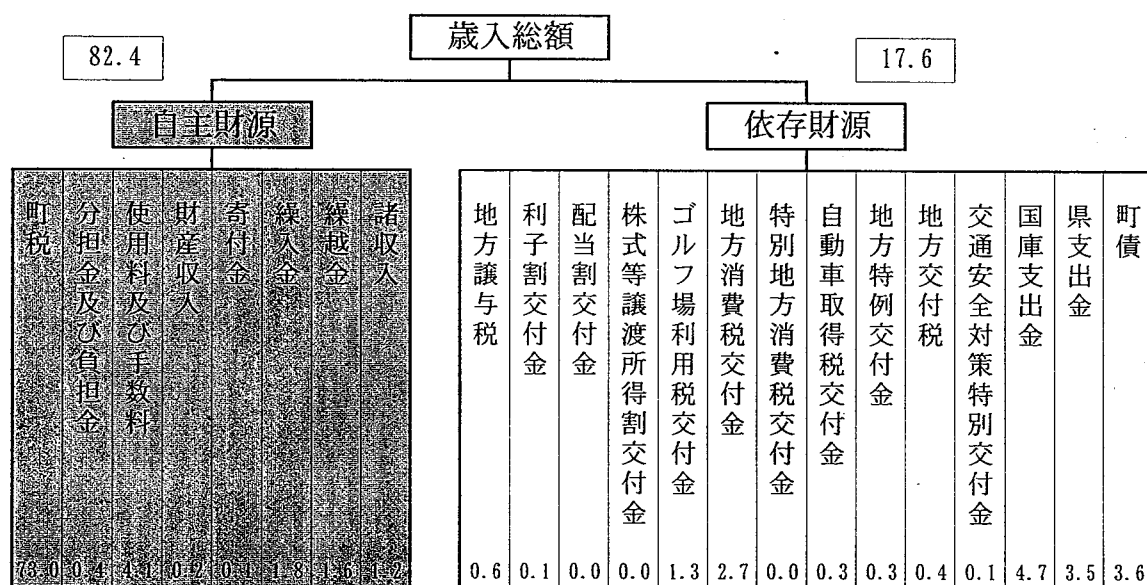 歳入総額
82.4
17.6
自主財源
依存財源
町税
分担金及び負担金
使用料及び手数料
財産収入
寄付金
繰入金
繰越金
諸収入
地方譲与税
利子割交付金
配当割交付金
株式等譲渡所得割交付金
ゴルフ場利用税交付金
地方消費税交付金
特別地方消費税交付金
自動車取得税交付金
地方特例交付金
地方交付税
交通安全対策特別交付金
国庫支出金
県支出金
町債
73.0 0.4 4.1 0.2 0.1 1.8 1.6 1.2
0.6 0.1 0.0 0.0 1.3 2.7 0.0 0.3 0.3 0.4 0.1 4.7 3.5 3.6